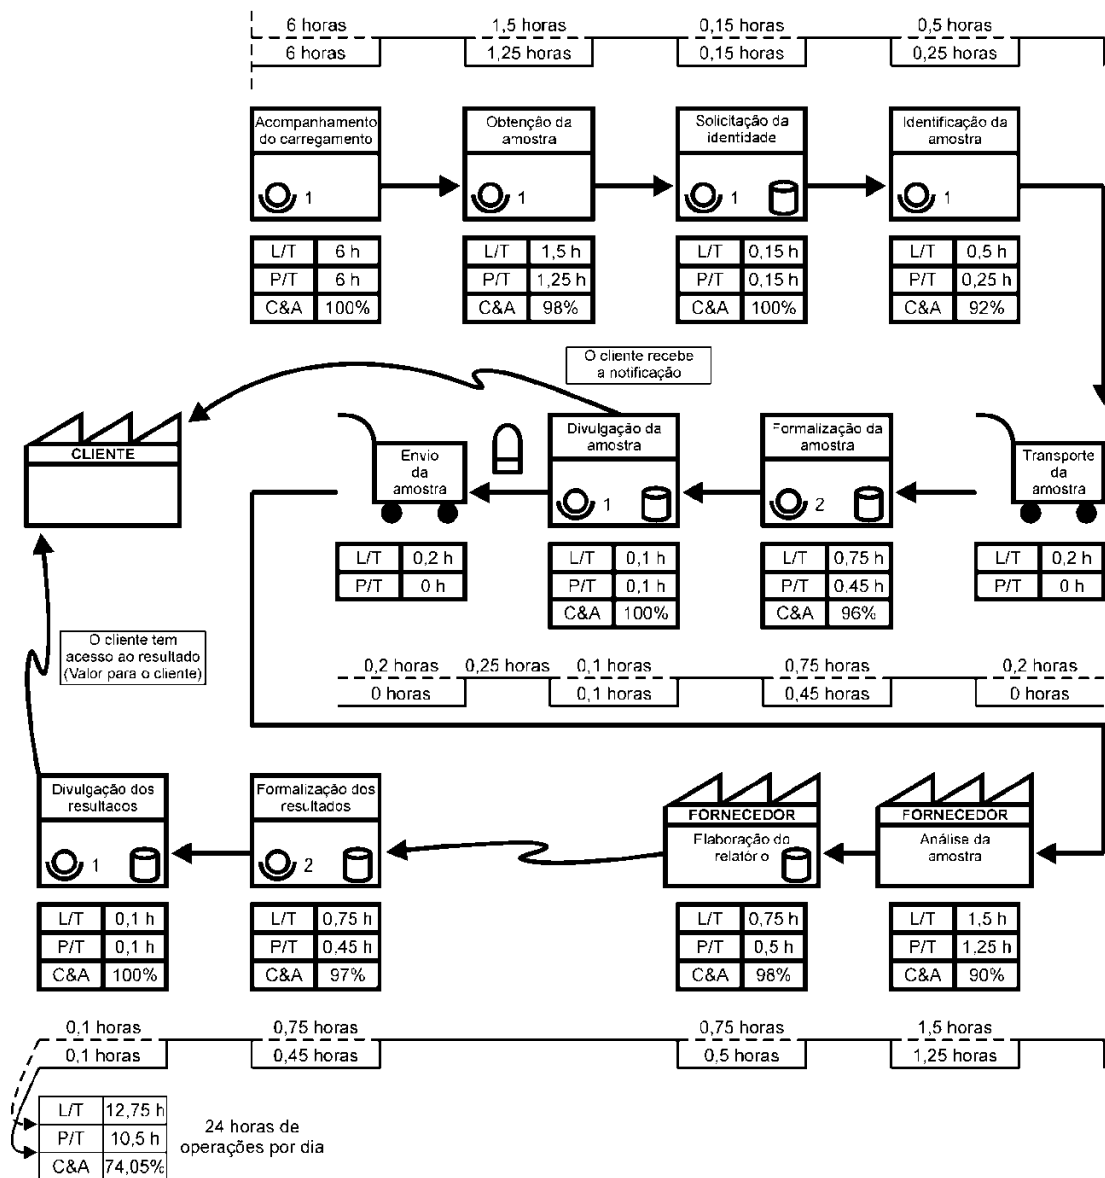 6 horas
1,5 horas
0,15 horas
0,5 horas
6 horas
1,25 horas
0,15 horas
0,25 horas
Acompanhamento
do carregamento
1
Obtenção da
amostra
1
Solicitação da
identidade
1
Identificação da
amostra
1
L/T 6 h
P/T 6 h
C&A 100%
L/T 1,5 h
P/T 1,25 h
C&A 98%
L/T 0,15 h
P/T 0,15 h
C&A 100%
L/T 0,5 h
P/T 0,25 h
C&A 92%
O cliente recebe
a notificação
CLIENTE
Envio
da
amostra
Divulgação da
amostra
1
Formalização da
amostra
2
Transporte
da
amostra
L/T 0,2 h
P/T 0 h
L/T 0,1 h
P/T 0,1 h
C&A 100%
L/T 0,75 h
P/T 0,45 h
C&A 96%
L/T 0,2 h
P/T 0 h
O cliente tem
acesso ao resultado
(Valor para o cliente)
0,2 horas
0,25 horas
0,1 horas
0,75 horas
0,2 horas
0 horas
0,1 horas
0,45 horas
0 horas
Divulgação dos
resultados
1
Formalização dos
resultados
2
FORNECEDOR
Elaboração do
relatório
FORNECEDOR
Análise da
amostra
L/T 0,1 h
P/T 0,1 h
C&A 100%
L/T 0,75 h
P/T 0,45 h
C&A 97%
L/T 0,75 h
P/T 0,5 h
C&A 98%
L/T 1,5 h
P/T 1,25 h
C&A 90%
0,1 horas
0,75 horas
0,75 horas
1,5 horas
0,1 horas
0,45 horas
0,5 horas
1,25 horas
L/T 12,75 h
P/T 10,5 h
C&A 74,05%
24 horas de
operações por dia